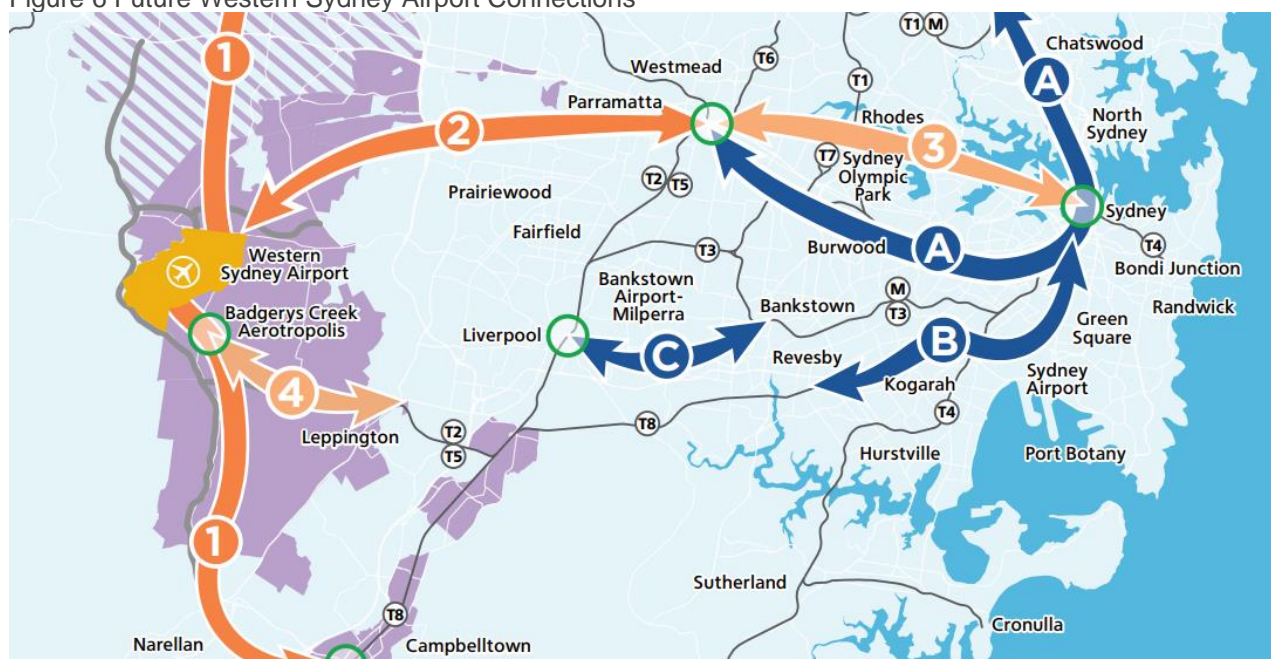 Figure 6 Future Western Sydney Airport Connections
1
T1 M
Chatswood
Westmead
T6
A
Parramatta
T1
2
Rhodes
North
Sydney
3
T7
Sydney
Olympic
Park
T2 T5
Prairiewood
Sydney
Fairfield
T3
Burwood
A
T4
Bondi Junction
Western
Sydney Airport
Bankstown
Airport-
Milperra
M
T3
Bankstown
Randwick
Badgerys Creek
Aerotropolis
Liverpool
Green
Square
C
Revesby
B
Sydney
Airport
4
Kogarah
T4
Leppington
T2
T5
T8
Hurstville
Port Botany
1
Sutherland
T8
Cronulla
Narellan
Campbelltown